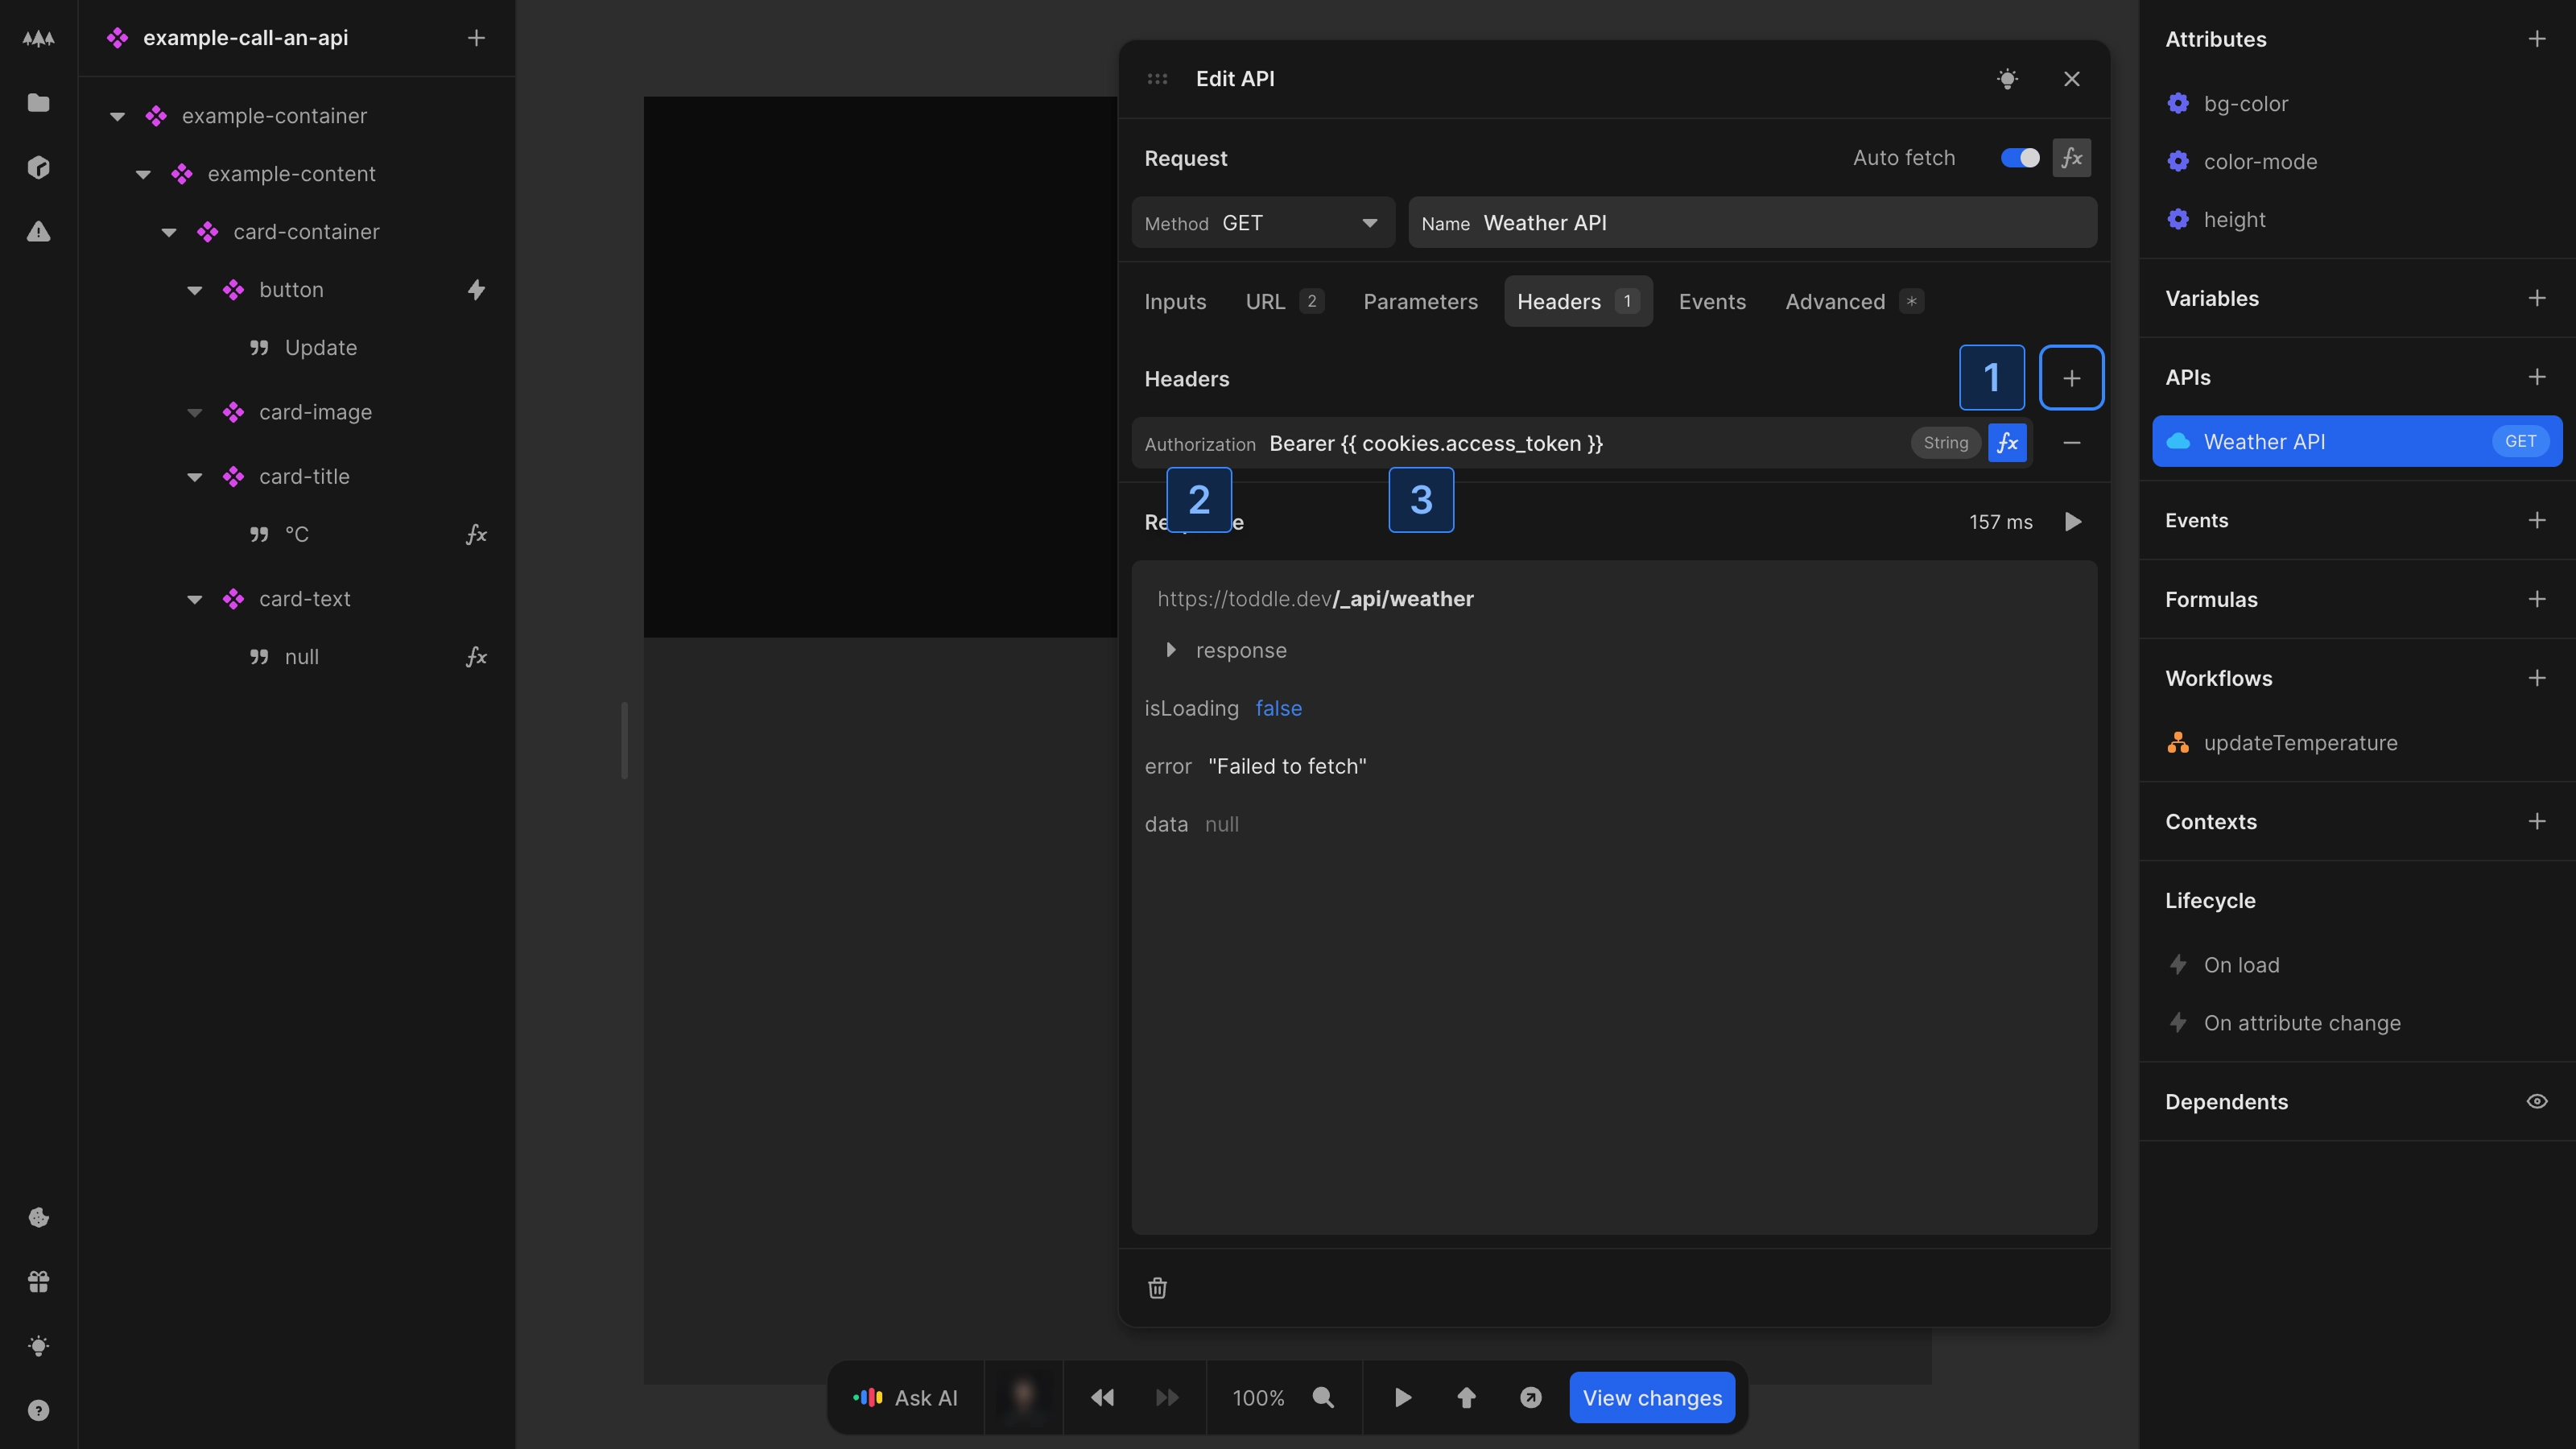 example-call-an-api
example-container
example-content
card-container
button
Update
card-image
card-title
°C
card-text
null
Edit API
Request
Auto fetch
Method GET
Name Weather API
Inputs URL 2 Parameters Headers 1 Events Advanced *
Headers
1
Authorization Bearer {{ cookies.access_token }} String fx
2
3
157 ms
https://toddle.dev/_api/weather
response
isLoading false
error "Failed to fetch"
data null
Ask AI
100%
View changes
Attributes
bg-color
color-mode
height
Variables
APIs
Weather API GET
Events
Formulas
Workflows
updateTemperature
Contexts
Lifecycle
On load
On attribute change
Dependents